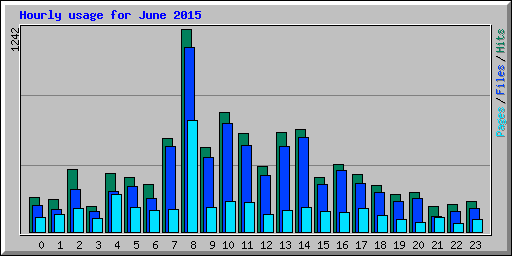 Hourly usage for June 2015
1242
Pages/Files/Hits
0 1 2 3 4 5 6 7 8 9 10 11 12 13 14 15 16 17 18 19 20 21 22 23